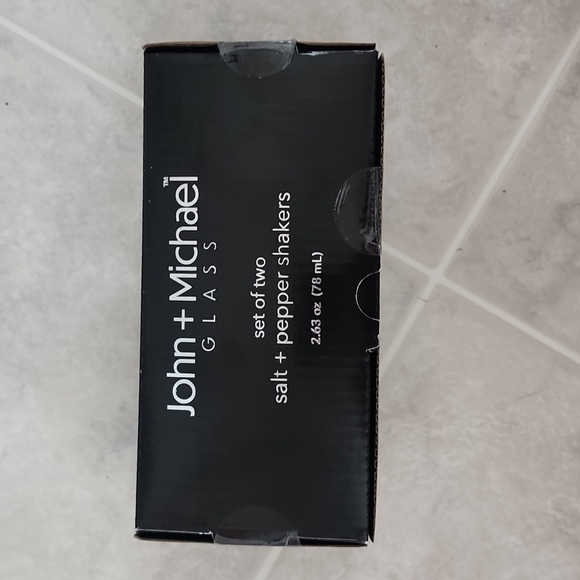 John + Michael™
GLASS
set of two
salt + pepper shakers
2.63 oz (78 mL)